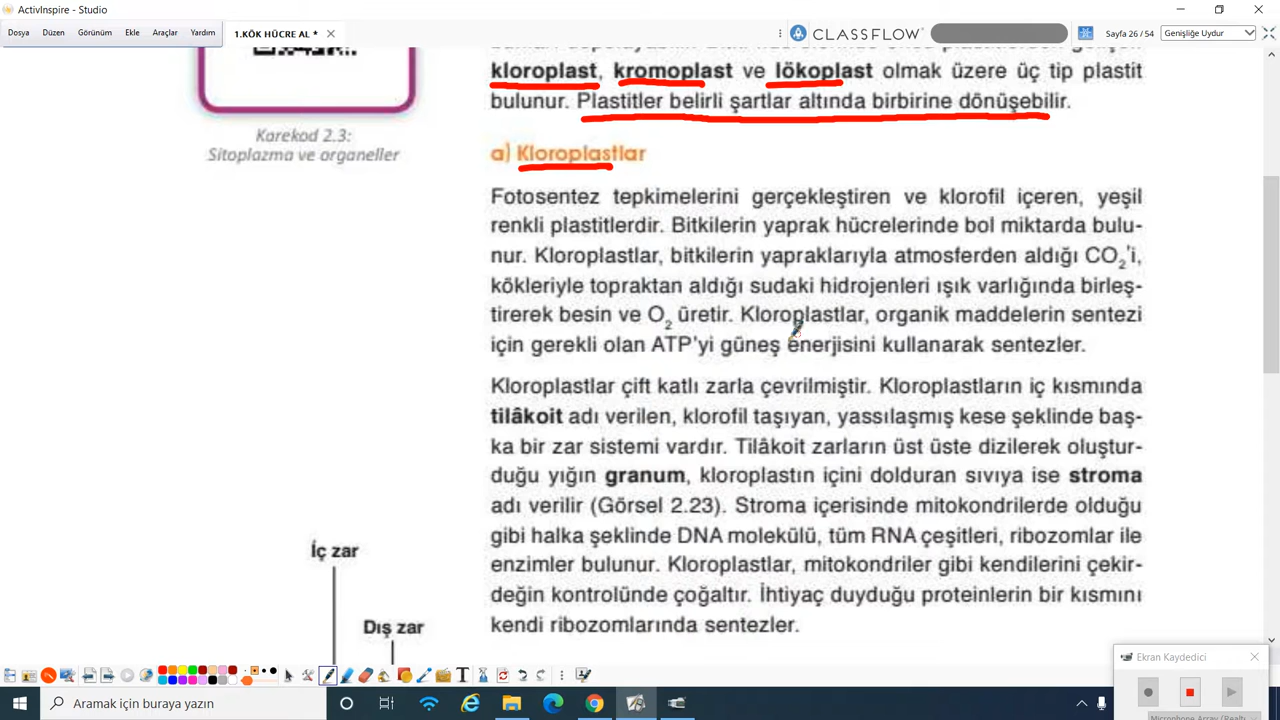 ActivInspire - Studio
Dosya Düzen Görünüm Ekle Araçlar Yardım
1.KÖK HÜCRE AL *
CLASSFLOW
Sayfa 26 / 54
Genişliğe Uydur
kloroplast, kromoplast ve lökoplast olmak üzere üç tip plastit
bulunur. Plastitler belirli şartlar altında birbirine dönüşebilir.
Karekod 2.3:
Sitoplazma ve organeller
a) Kloroplastlar
Fotosentez tepkimelerini gerçekleştiren ve klorofil içeren, yeşil
renkli plastitlerdir. Bitkilerin yaprak hücrelerinde bol miktarda bulu-
nur. Kloroplastlar, bitkilerin yapraklarıyla atmosferden aldığı CO₂'i,
kökleriyle topraktan aldığı sudaki hidrojenleri ışık varlığında birleş-
tirerek besin ve O₂ üretir. Kloroplastlar, organik maddelerin sentezi
için gerekli olan ATP'yi güneş enerjisini kullanarak sentezler.
Kloroplastlar çift katlı zarla çevrilmiştir. Kloroplastların iç kısmında
tilâkoit adı verilen, klorofil taşıyan, yassılaşmış kese şeklinde baş-
ka bir zar sistemi vardır. Tilâkoit zarların üst üste dizilerek oluştur-
duğu yığın granum, kloroplastın içini dolduran sıvıya ise stroma
adı verilir (Görsel 2.23). Stroma içerisinde mitokondrilerde olduğu
gibi halka şeklinde DNA molekülü, tüm RNA çeşitleri, ribozomlar ile
enzimler bulunur. Kloroplastlar, mitokondriler gibi kendilerini çekir-
değin kontrolünde çoğaltır. İhtiyaç duyduğu proteinlerin bir kısmını
kendi ribozomlarında sentezler.
İç zar
Dış zar
Ekran Kaydedici
Aramak için buraya yazın